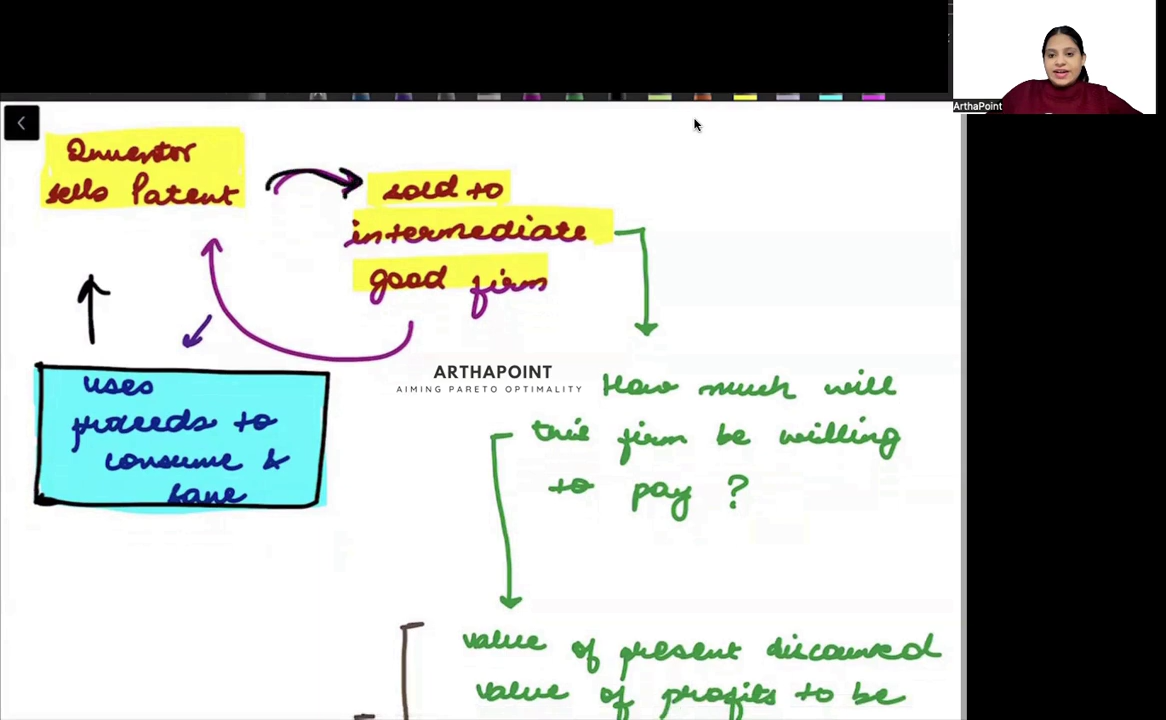 Inventor
sells Patent
sold to
intermediate
good firm
uses
proceeds to
consume &
save
How much will
this firm be willing
to pay ?
value of present discounted
value of profits to be
ARTHAPOINT
AIMING PARETO OPTIMALITY
ArthaPoint